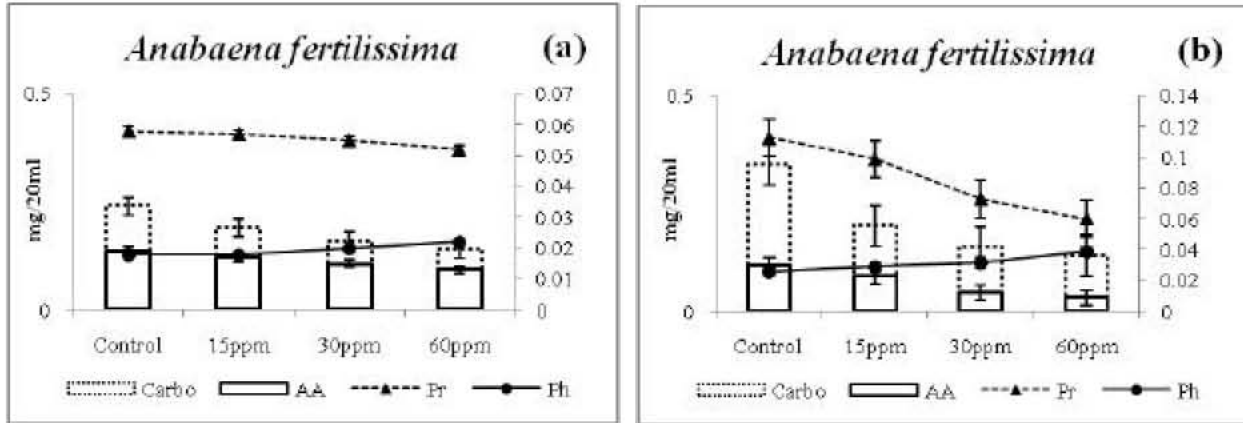 Anabaena fertilissima (a)
0.5
0
mg/20ml
0.07
0.06
0.05
0.04
0.03
0.02
0.01
0
Control 15ppm 30ppm 60ppm
Carbo AA Pr Ph
Anabaena fertilissima (b)
0.5
0
mg/20ml
0.14
0.12
0.1
0.08
0.06
0.04
0.02
0
Control 15ppm 30ppm 60ppm
Carbo AA Pr Ph